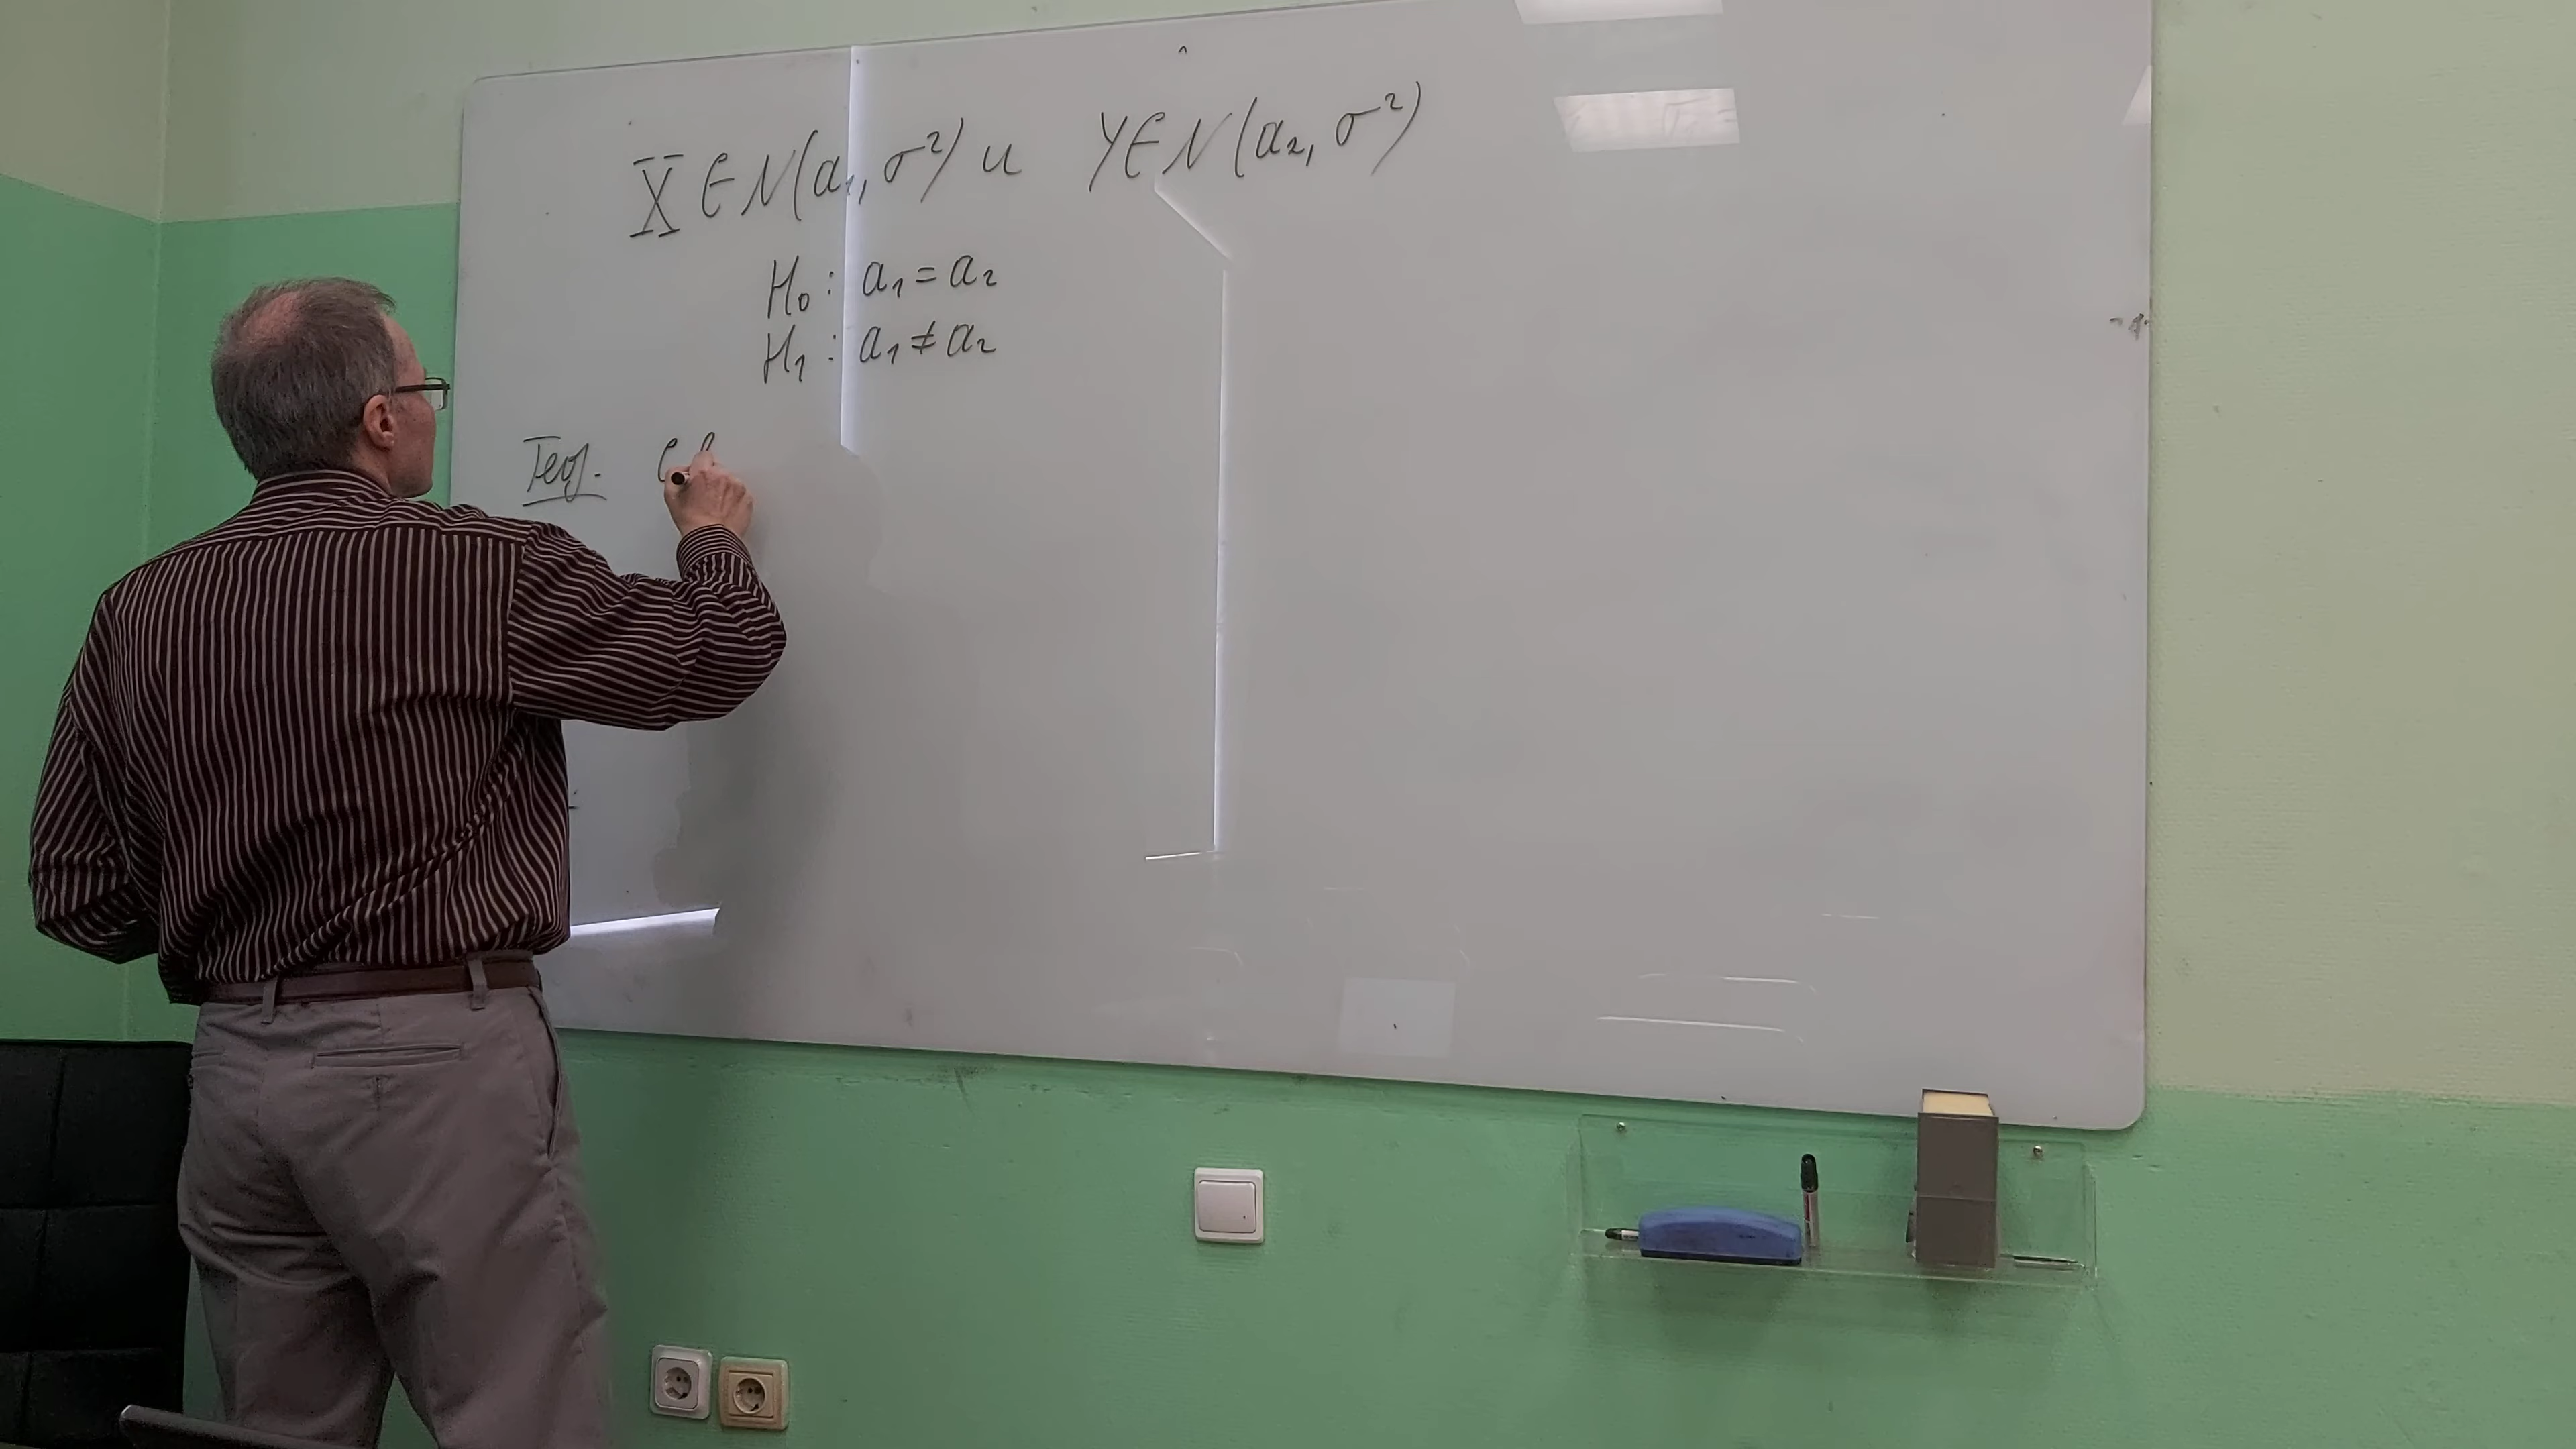 X ∈ N(a₁, σ²) и Y ∈ N(a₂, σ²)
H₀ : a₁ = a₂
H₁ : a₁ ≠ a₂
Теор.